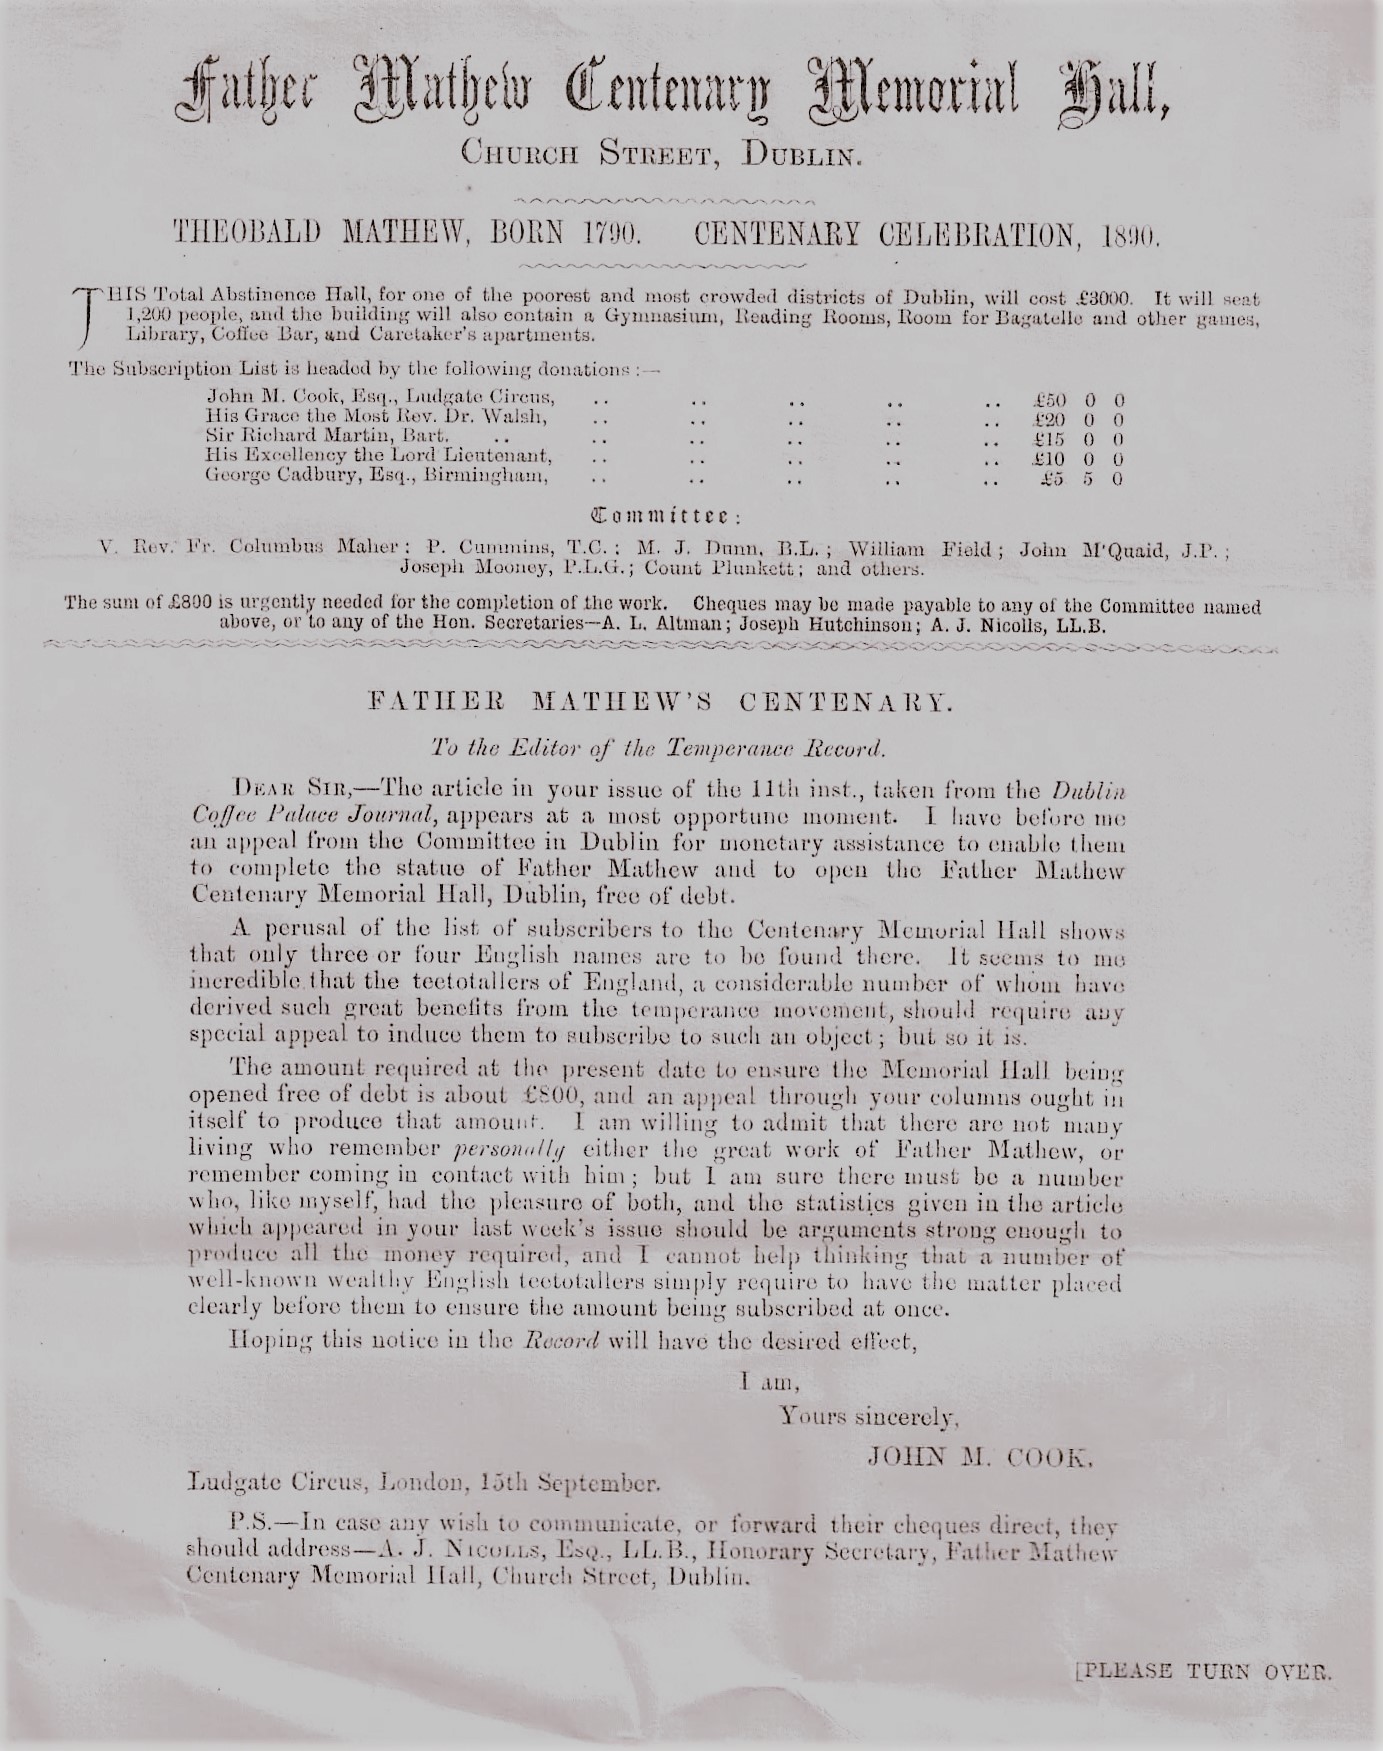 Father Mathew Centenary Memorial Hall,
CHURCH STREET, DUBLIN.
THEOBALD MATHEW, BORN 1790. CENTENARY CELEBRATION, 1890.
THIS Total Abstinence Hall, for one of the poorest and most crowded districts of Dublin, will cost £3000. It will seat
1,200 people, and the building will also contain a Gymnasium, Reading Rooms, Room for Bagatelle and other games,
Library, Coffee Bar, and Caretaker's apartments.
The Subscription List is headed by the following donations :—
John M. Cook, Esq., Ludgate Circus, .. .. .. .. .. £50 0 0
His Grace the Most Rev. Dr. Walsh, .. .. .. .. .. £20 0 0
Sir Richard Martin, Bart. .. .. .. .. .. .. £15 0 0
His Excellency the Lord Lieutenant, .. .. .. .. .. £10 0 0
George Cadbury, Esq., Birmingham, .. .. .. .. .. £5 5 0
Committee:
V. Rev. Fr. Columbus Maher; P. Cummins, T.C.; M. J. Dunn, B.L.; William Field; John M'Quaid, J.P.;
Joseph Mooney, P.L.G.; Count Plunkett; and others.
The sum of £800 is urgently needed for the completion of the work. Cheques may be made payable to any of the Committee named
above, or to any of the Hon. Secretaries—A. L. Altman; Joseph Hutchinson; A. J. Nicolls, LL.B.
FATHER MATHEW'S CENTENARY.
To the Editor of the Temperance Record.
DEAR SIR,—The article in your issue of the 11th inst., taken from the Dublin
Coffee Palace Journal, appears at a most opportune moment. I have before me
an appeal from the Committee in Dublin for monetary assistance to enable them
to complete the statue of Father Mathew and to open the Father Mathew
Centenary Memorial Hall, Dublin, free of debt.
A perusal of the list of subscribers to the Centenary Memorial Hall shows
that only three or four English names are to be found there. It seems to me
incredible that the teetotallers of England, a considerable number of whom have
derived such great benefits from the temperance movement, should require any
special appeal to induce them to subscribe to such an object; but so it is.
The amount required at the present date to ensure the Memorial Hall being
opened free of debt is about £800, and an appeal through your columns ought in
itself to produce that amount. I am willing to admit that there are not many
living who remember personally either the great work of Father Mathew, or
remember coming in contact with him; but I am sure there must be a number
who, like myself, had the pleasure of both, and the statistics given in the article
which appeared in your last week's issue should be arguments strong enough to
produce all the money required, and I cannot help thinking that a number of
well-known wealthy English teetotallers simply require to have the matter placed
clearly before them to ensure the amount being subscribed at once.
Hoping this notice in the Record will have the desired effect,
I am,
Yours sincerely,
JOHN M. COOK.
Ludgate Circus, London, 15th September.
P.S.—In case any wish to communicate, or forward their cheques direct, they
should address—A. J. NICOLLS, ESQ., LL.B., Honorary Secretary, Father Mathew
Centenary Memorial Hall, Church Street, Dublin.
[PLEASE TURN OVER.